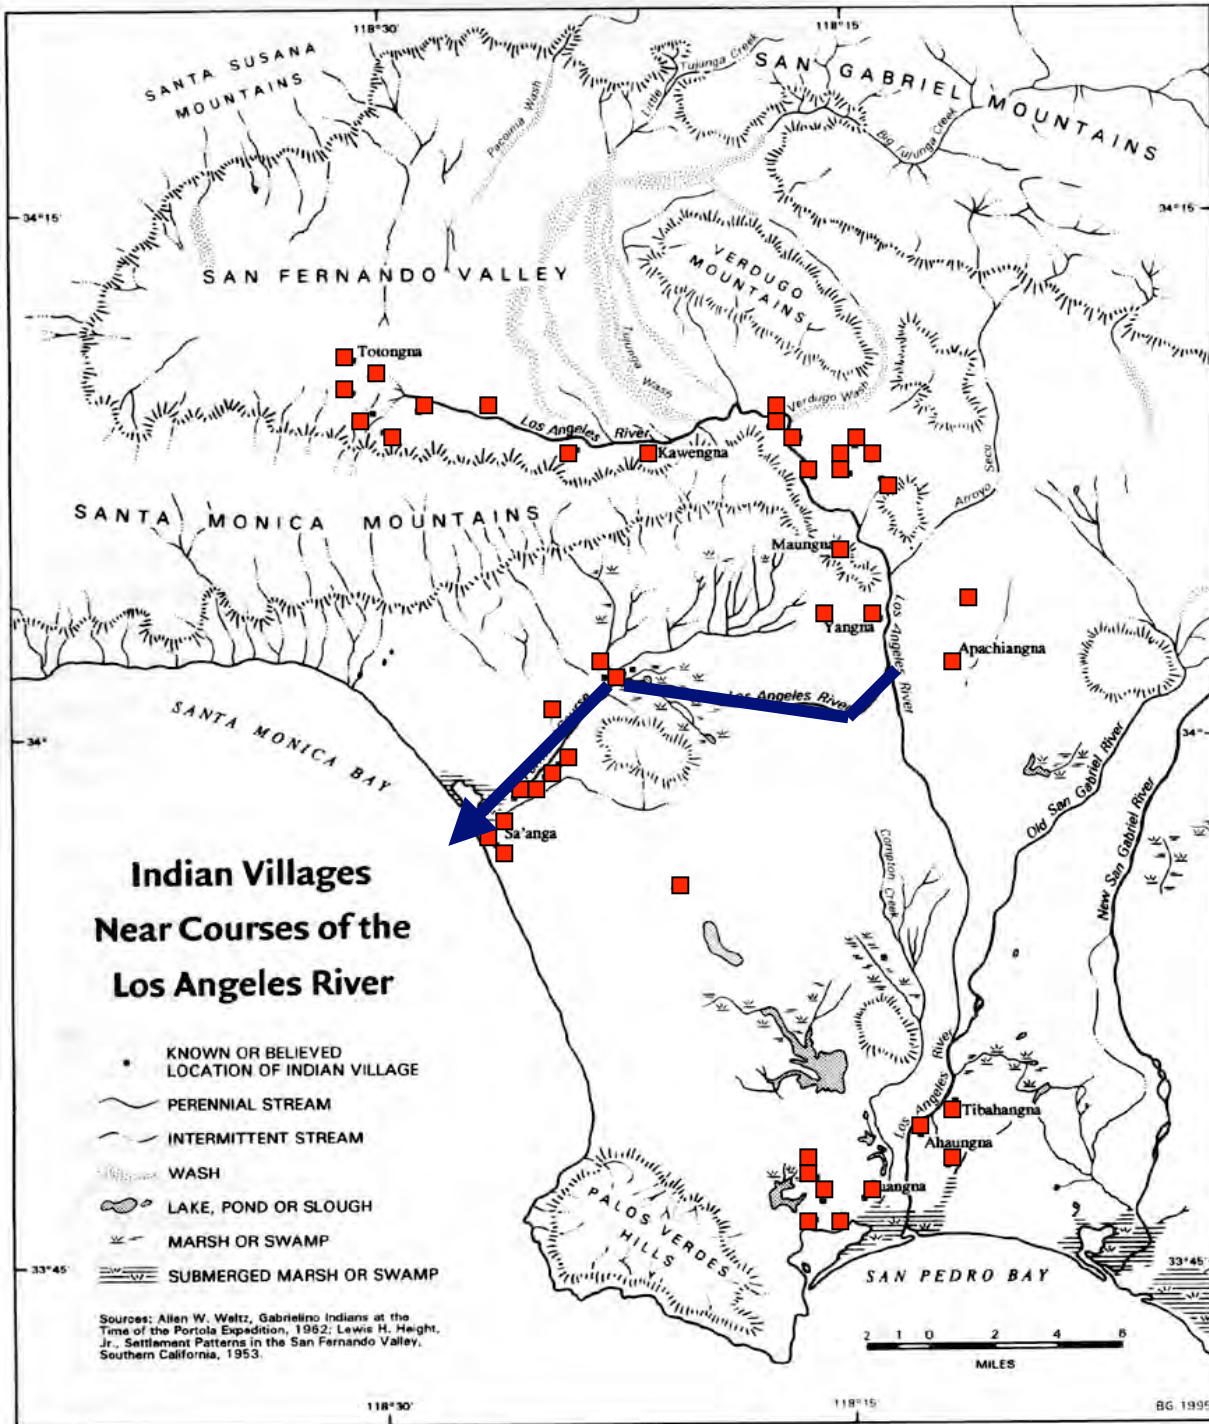 118°30'
118°15'
SANTA SUSANA
MOUNTAINS
Pacoima Wash
Little Tujunga Creek
SAN GABRIEL MOUNTAINS
Big Tujunga Creek
34°15'
34°15'
SAN FERNANDO VALLEY
VERDUGO
MOUNTAINS
Tujunga Wash
Totongna
Verdugo Wash
Los Angeles River
Kawengna
Arroyo Seco
SANTA MONICA MOUNTAINS
Maungna
Yangna
Los Angeles River
Apachiangna
Los Angeles River
SANTA MONICA BAY
34°
34°
Old San Gabriel River
New San Gabriel River
Sa'anga
Compton Creek
Indian Villages
Near Courses of the
Los Angeles River
KNOWN OR BELIEVED
LOCATION OF INDIAN VILLAGE
PERENNIAL STREAM
INTERMITTENT STREAM
WASH
LAKE, POND OR SLOUGH
MARSH OR SWAMP
SUBMERGED MARSH OR SWAMP
Los Angeles River
Tibahangna
Ahaungna
PALOS VERDES
HILLS
SAN PEDRO BAY
33°45'
33°45'
Sources: Allen W. Weltz, Gabrielino Indians at the
Time of the Portola Expedition, 1962; Lewis H. Height,
Jr., Settlement Patterns in the San Fernando Valley,
Southern California, 1953.
2 1 0 2 4 6
MILES
118°30'
118°15'
BG 1995